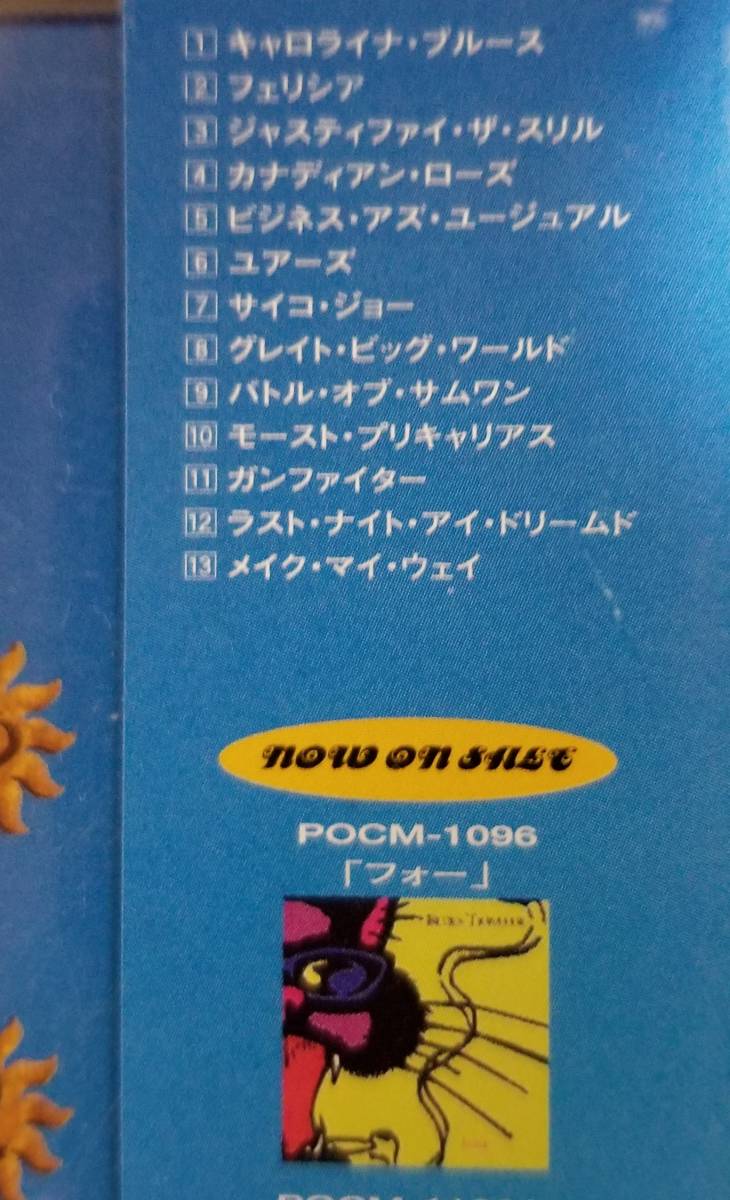 1 キャロライナ・ブルース
2 フェリシア
3 ジャスティファイ・ザ・スリル
4 カナディアン・ローズ
5 ビジネス・アズ・ユージュアル
6 ユアーズ
7 サイコ・ジョー
8 グレイト・ビッグ・ワールド
9 バトル・オブ・サムワン
10 モースト・プリキャリアス
11 ガンファイター
12 ラスト・ナイト・アイ・ドリームド
13 メイク・マイ・ウェイ
NOW ON SALE
POCM-1096
「フォー」